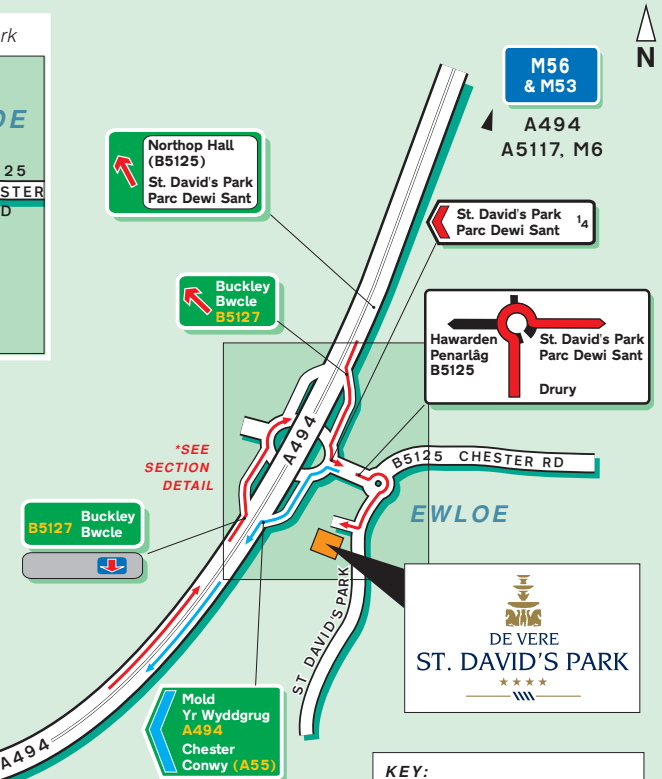 rk
OE
25
STER
D
N
M56
& M53
A494
A5117, M6
Northop Hall
(B5125)
St. David's Park
Parc Dewi Sant
St. David's Park
Parc Dewi Sant
1/4
Buckley
Bwcle
B5127
Hawarden
Penarlâg
B5125
St. David's Park
Parc Dewi Sant
Drury
A494
*SEE
SECTION
DETAIL
B5125 CHESTER RD
EWLOE
B5127
Buckley
Bwcle
ST DAVID'S PARK
DE VERE
ST. DAVID'S PARK
Mold
Yr Wyddgrug
A494
Chester
Conwy (A55)
A494
KEY: